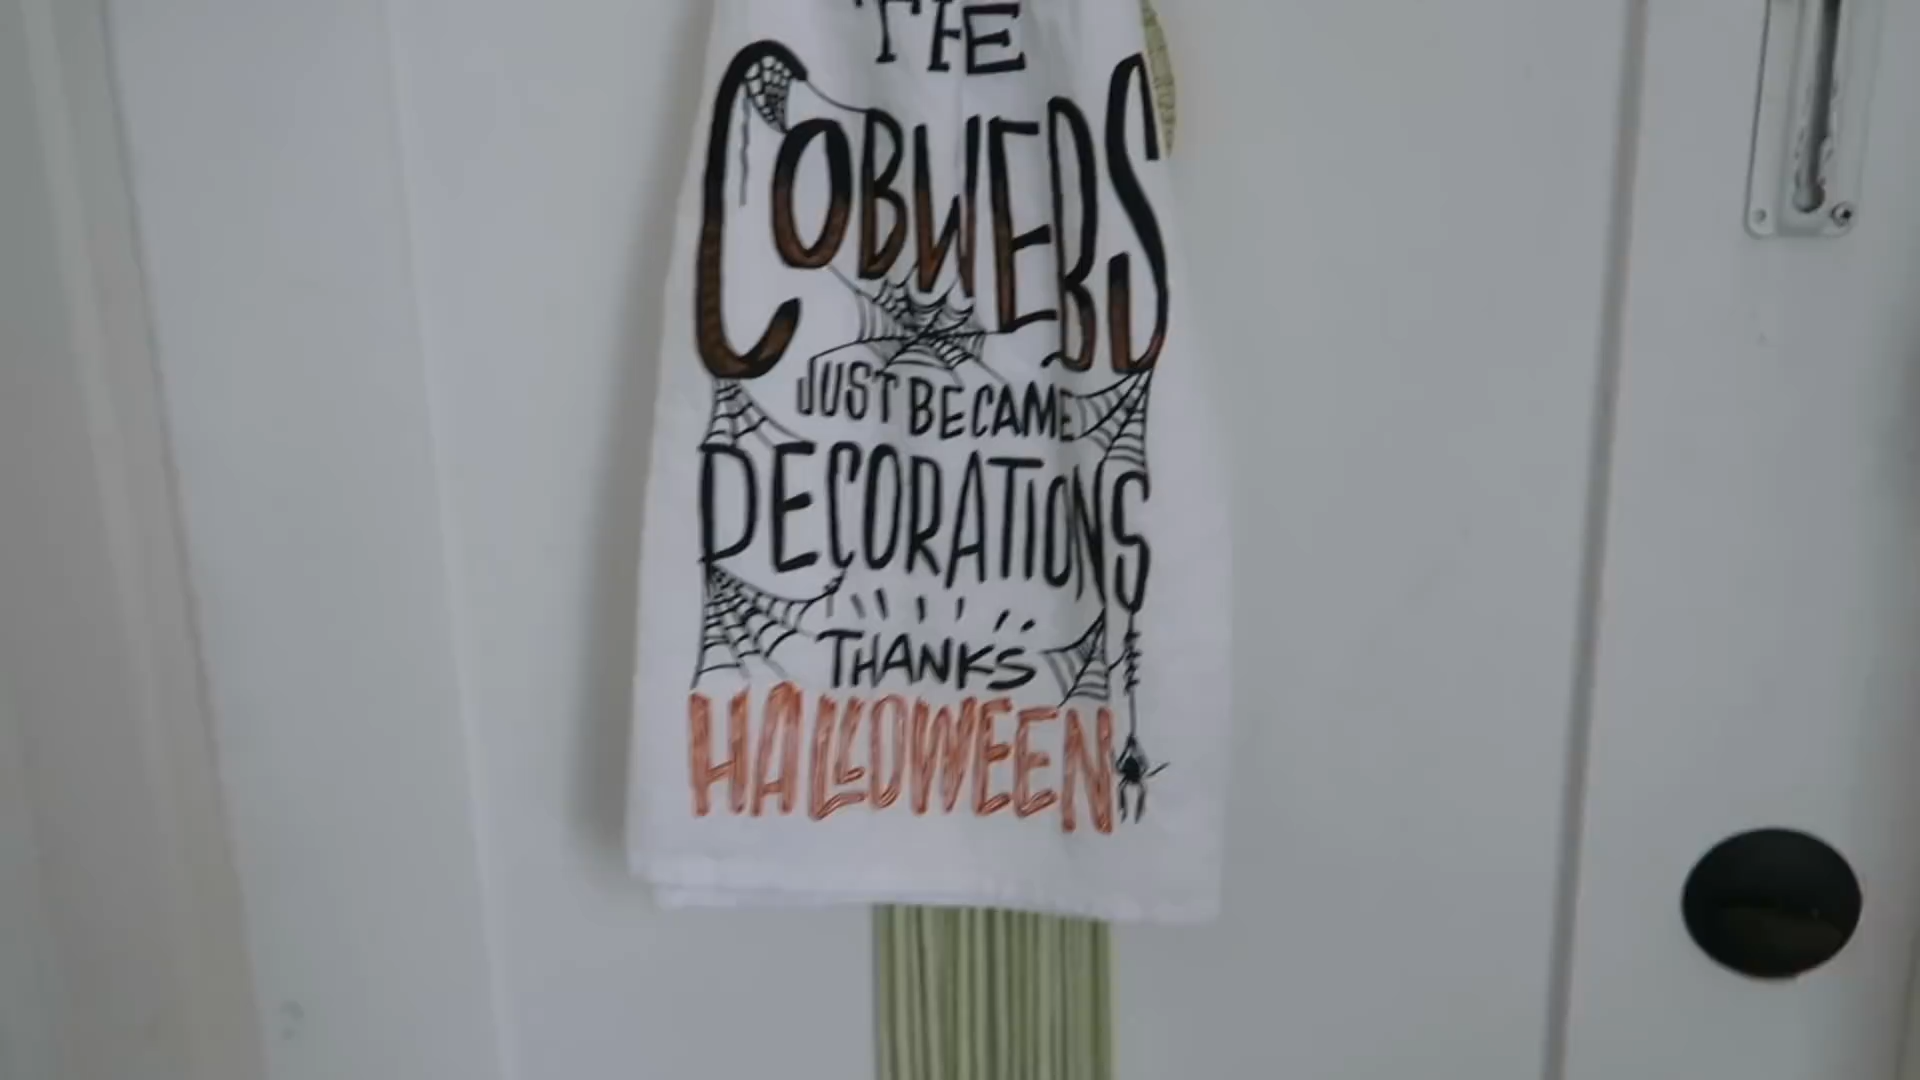 THE
COBWEBS
JUST BECAME
DECORATIONS
THANKS
HALLOWEEN